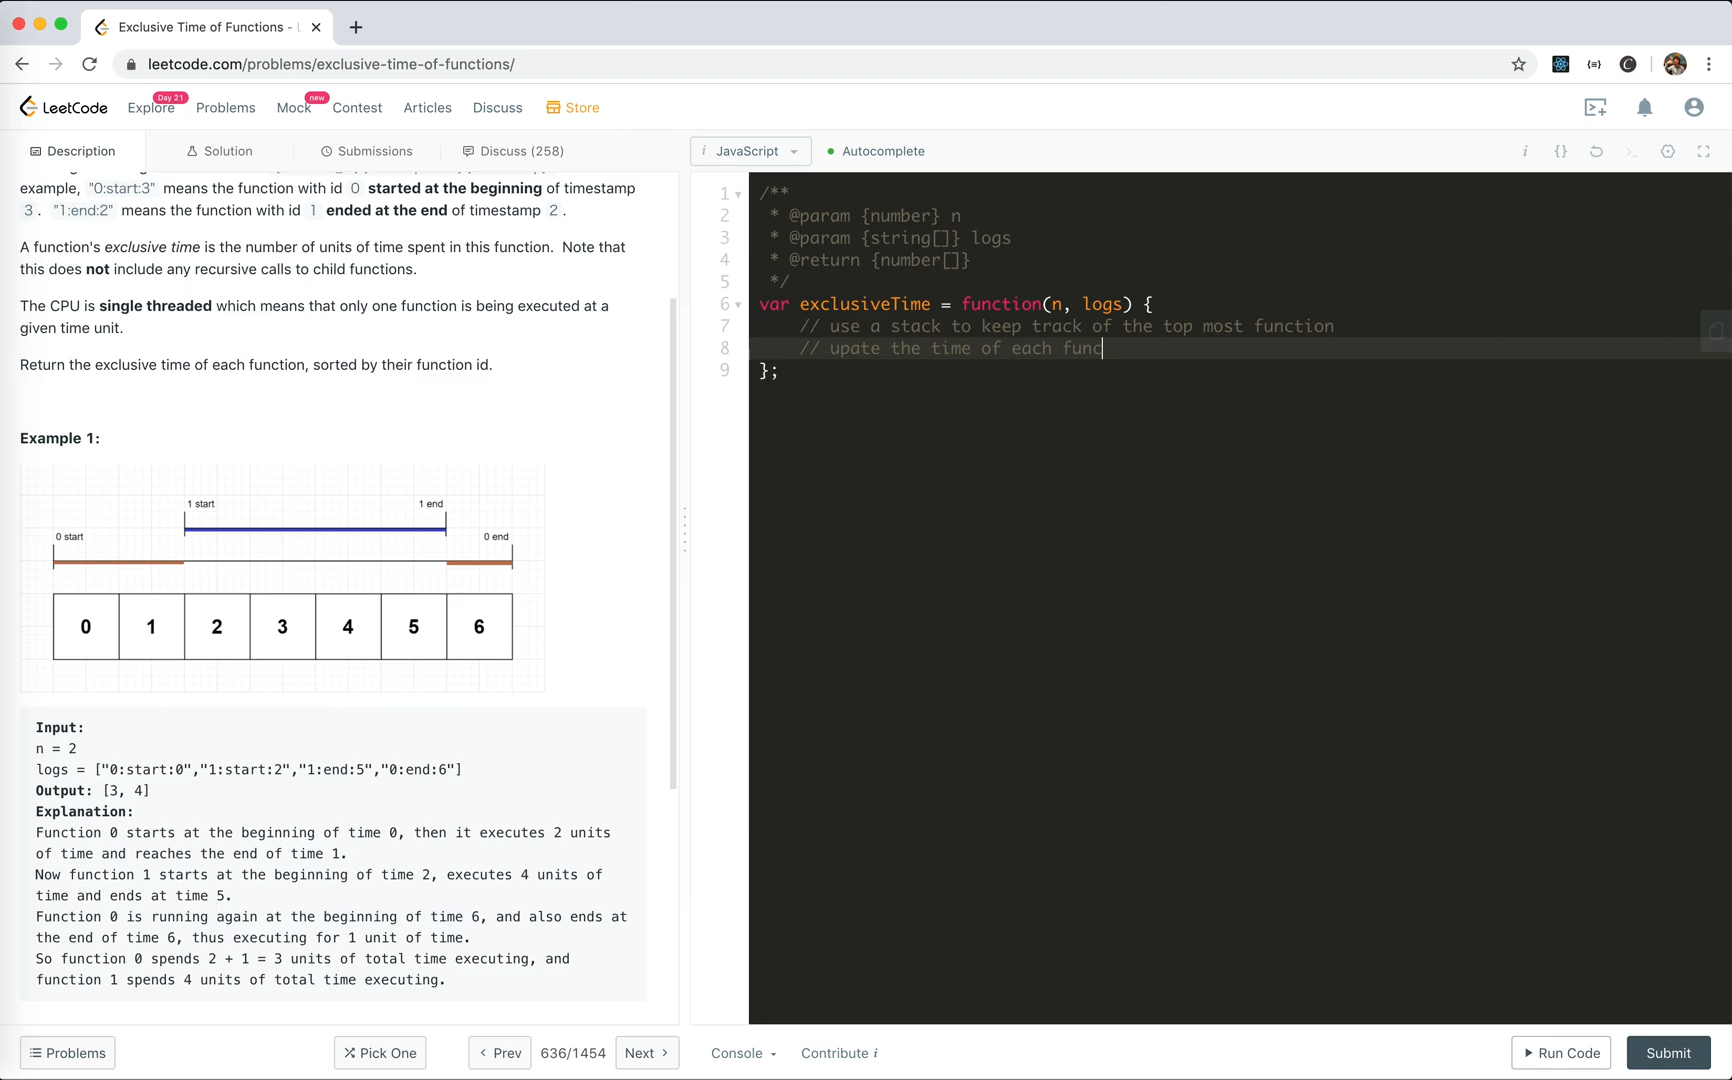 Exclusive Time of Functions - L
leetcode.com/problems/exclusive-time-of-functions/
LeetCode
Explore
Day 21
Problems
Mock
new
Contest
Articles
Discuss
Store
Description
Solution
Submissions
Discuss (258)
i JavaScript
Autocomplete
example, "0:start:3" means the function with id 0 started at the beginning of timestamp
3 . "1:end:2" means the function with id 1 ended at the end of timestamp 2 .
A function's exclusive time is the number of units of time spent in this function. Note that
this does not include any recursive calls to child functions.
The CPU is single threaded which means that only one function is being executed at a
given time unit.
Return the exclusive time of each function, sorted by their function id.
Example 1:
1 start 1 end
0 start 0 end
0 1 2 3 4 5 6
Input:
n = 2
logs = ["0:start:0","1:start:2","1:end:5","0:end:6"]
Output: [3, 4]
Explanation:
Function 0 starts at the beginning of time 0, then it executes 2 units
of time and reaches the end of time 1.
Now function 1 starts at the beginning of time 2, executes 4 units of
time and ends at time 5.
Function 0 is running again at the beginning of time 6, and also ends at
the end of time 6, thus executing for 1 unit of time.
So function 0 spends 2 + 1 = 3 units of total time executing, and
function 1 spends 4 units of total time executing.
1 /**
2 * @param {number} n
3 * @param {string[]} logs
4 * @return {number[]}
5 */
6 var exclusiveTime = function(n, logs) {
7 // use a stack to keep track of the top most function
8 // upate the time of each func
9 };
Problems
Pick One
Prev
636/1454
Next
Console
Contribute i
Run Code
Submit